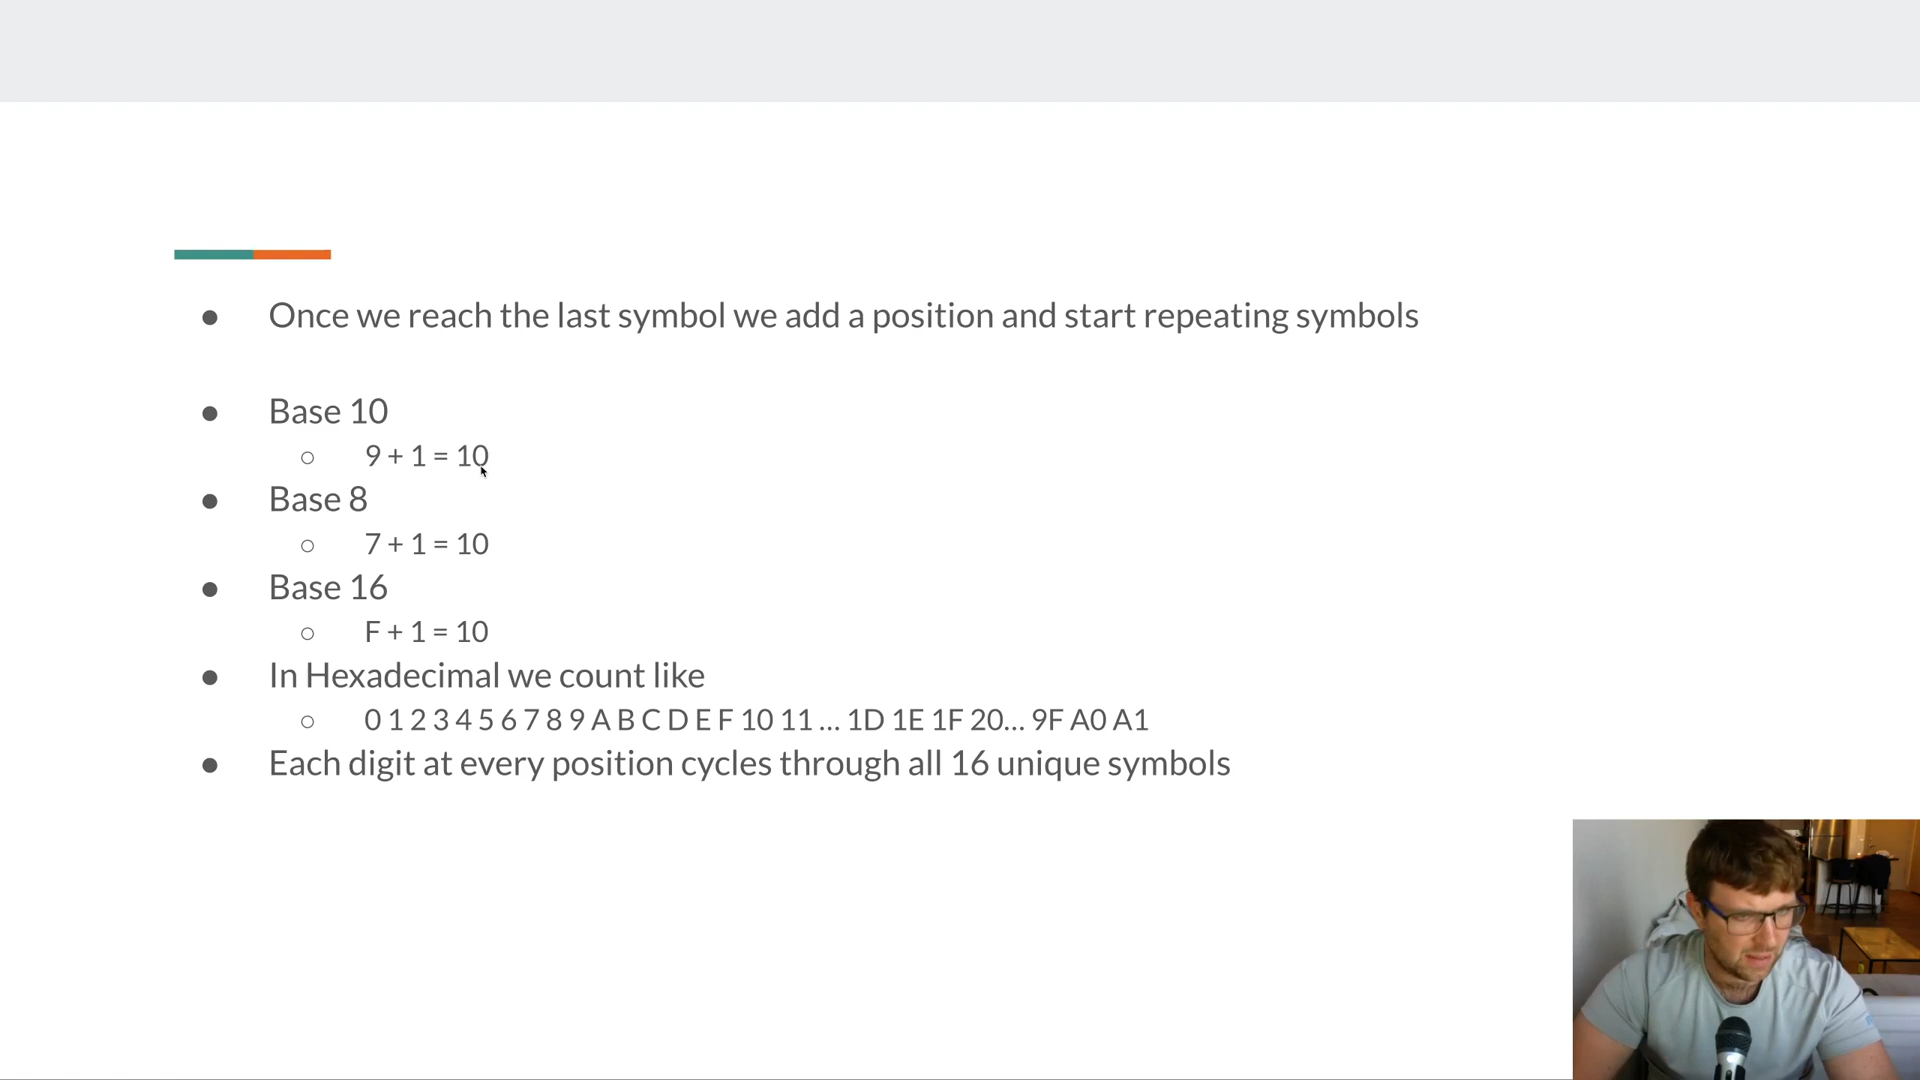 ● Once we reach the last symbol we add a position and start repeating symbols
● Base 10
○ 9 + 1 = 10
● Base 8
○ 7 + 1 = 10
● Base 16
○ F + 1 = 10
● In Hexadecimal we count like
○ 0 1 2 3 4 5 6 7 8 9 A B C D E F 10 11 ... 1D 1E 1F 20... 9F A0 A1
● Each digit at every position cycles through all 16 unique symbols